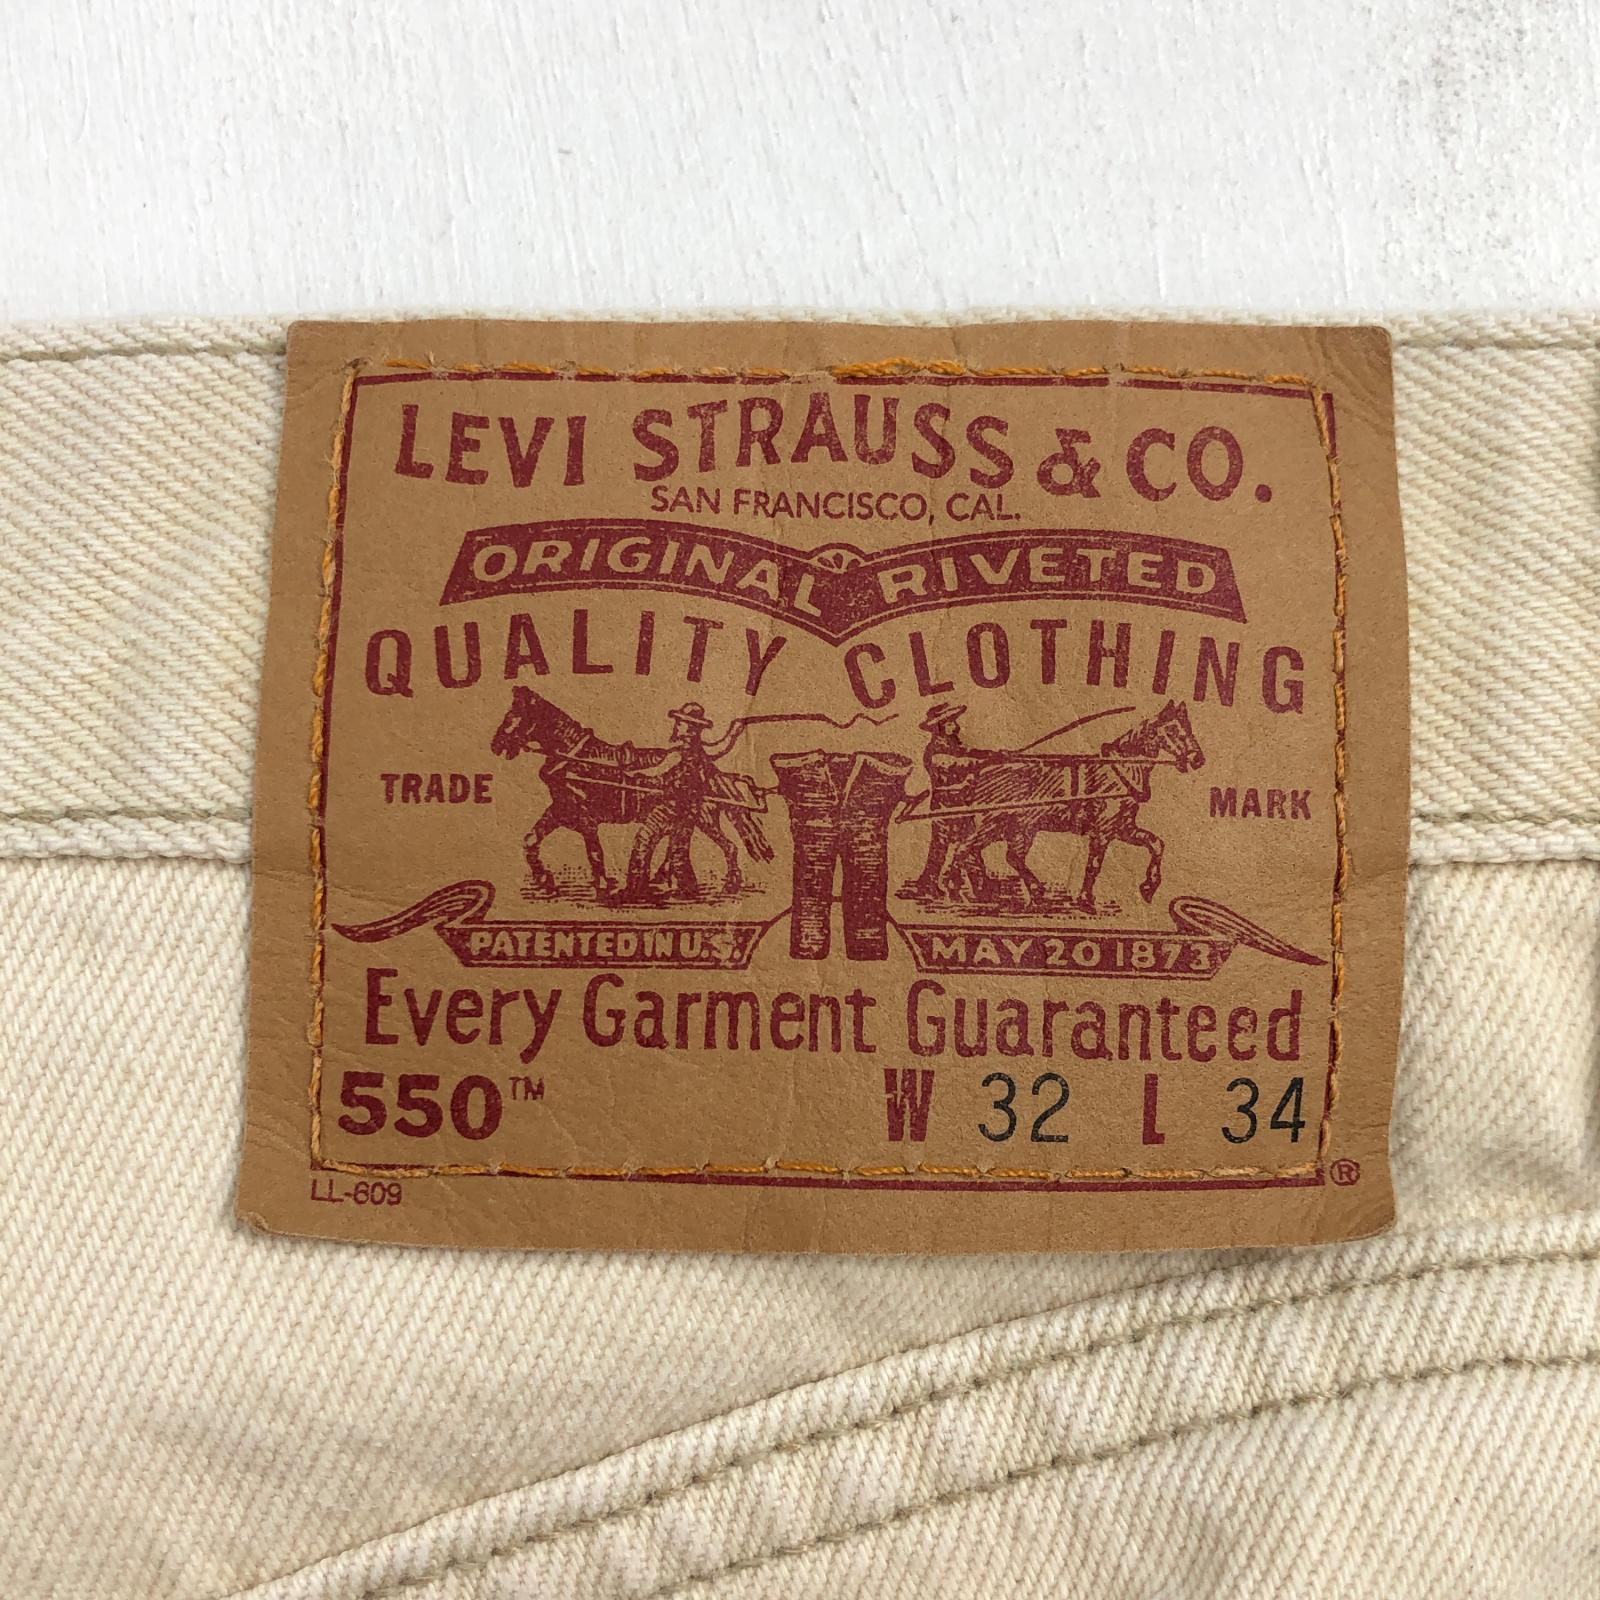 LEVI STRAUSS & CO.
SAN FRANCISCO, CAL.
ORIGINAL RIVETED
QUALITY CLOTHING
TRADE MARK
PATENTED IN U.S. MAY 20 1873
Every Garment Guaranteed
550™ W 32 L 34
LL-609 ®